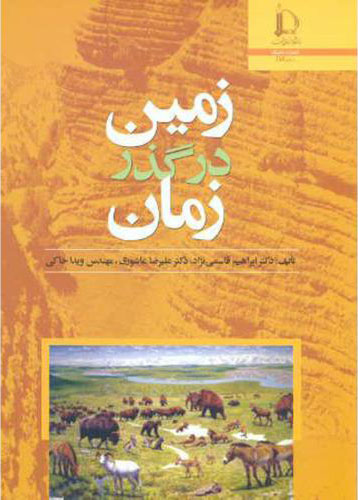 زمین
در گذر
زمان
تألیف: دکتر ابراهیم قاسمی‌نژاد، دکتر علیرضا عاشوری، مهندس ویدا خاکی